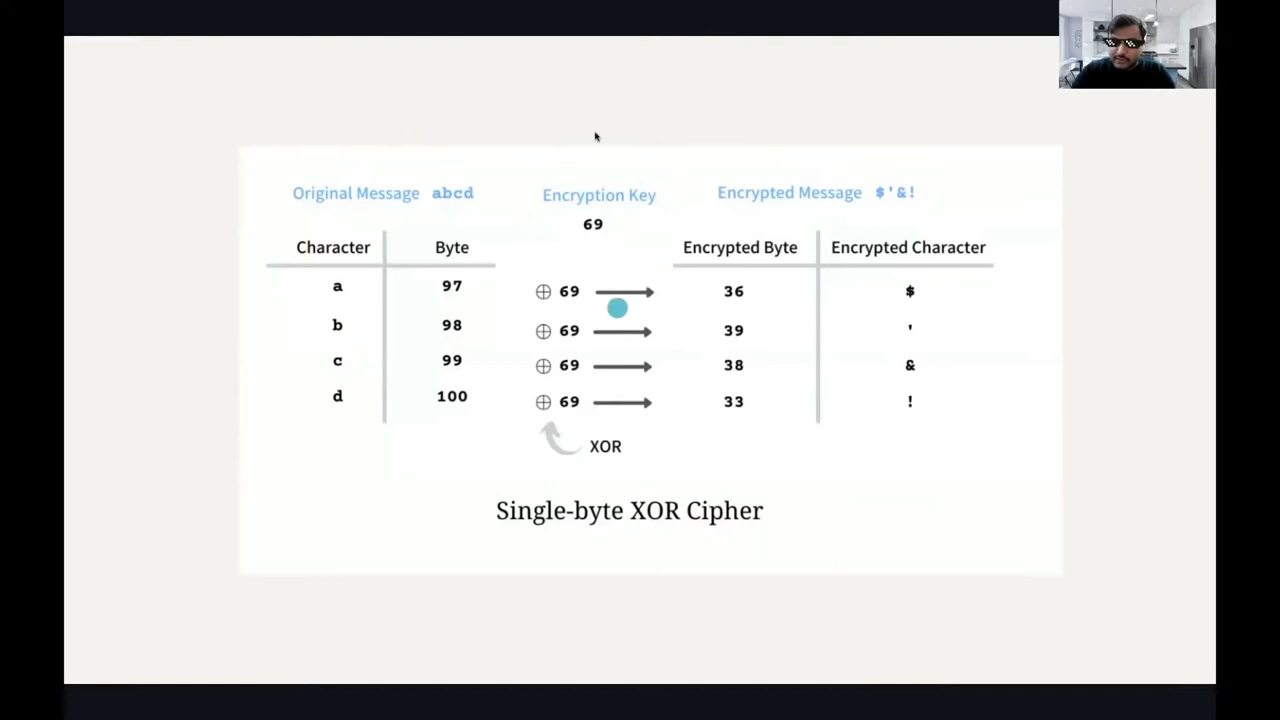 Original Message abcd Encryption Key Encrypted Message $'&!
69
Character Byte Encrypted Byte Encrypted Character
a 97 ⊕ 69 36 $
b 98 ⊕ 69 39 '
c 99 ⊕ 69 38 &
d 100 ⊕ 69 33 !
XOR
Single-byte XOR Cipher